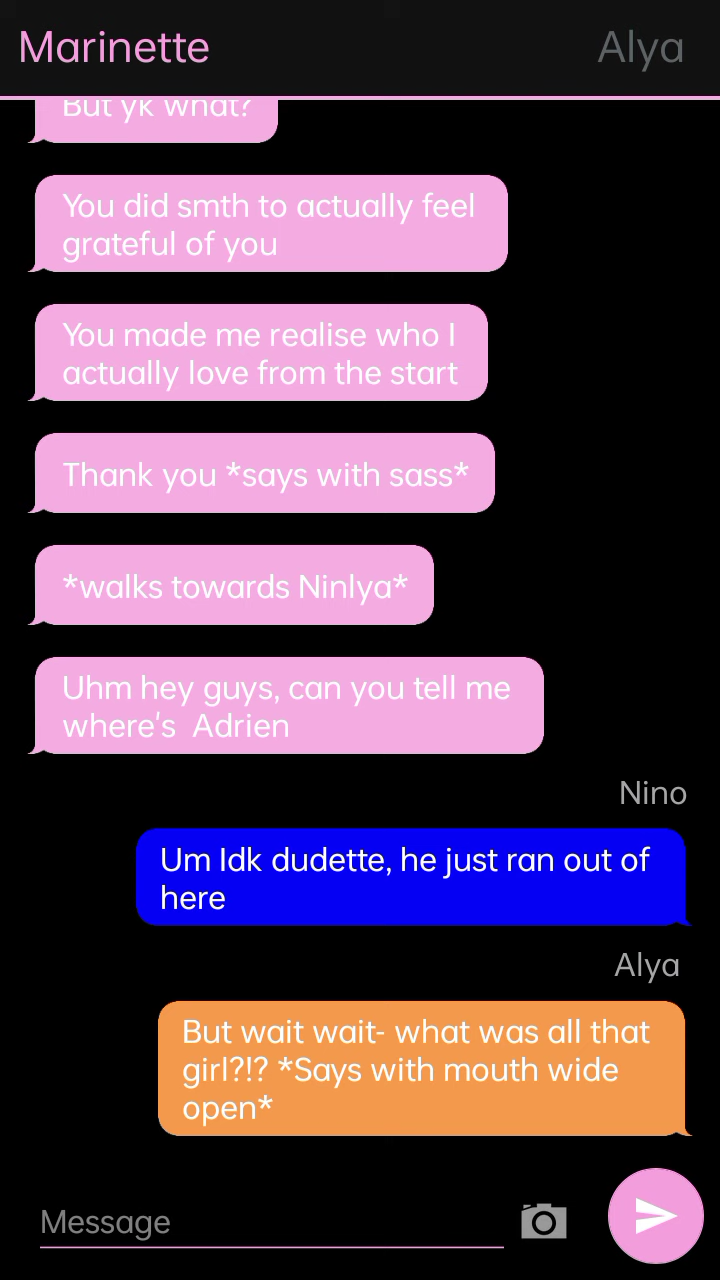 Marinette Alya
But yk what?
You did smth to actually feel
grateful of you
You made me realise who I
actually love from the start
Thank you *says with sass*
*walks towards Ninlya*
Uhm hey guys, can you tell me
where's  Adrien
Nino
Um Idk dudette, he just ran out of
here
Alya
But wait wait- what was all that
girl?!? *Says with mouth wide
open*
Message